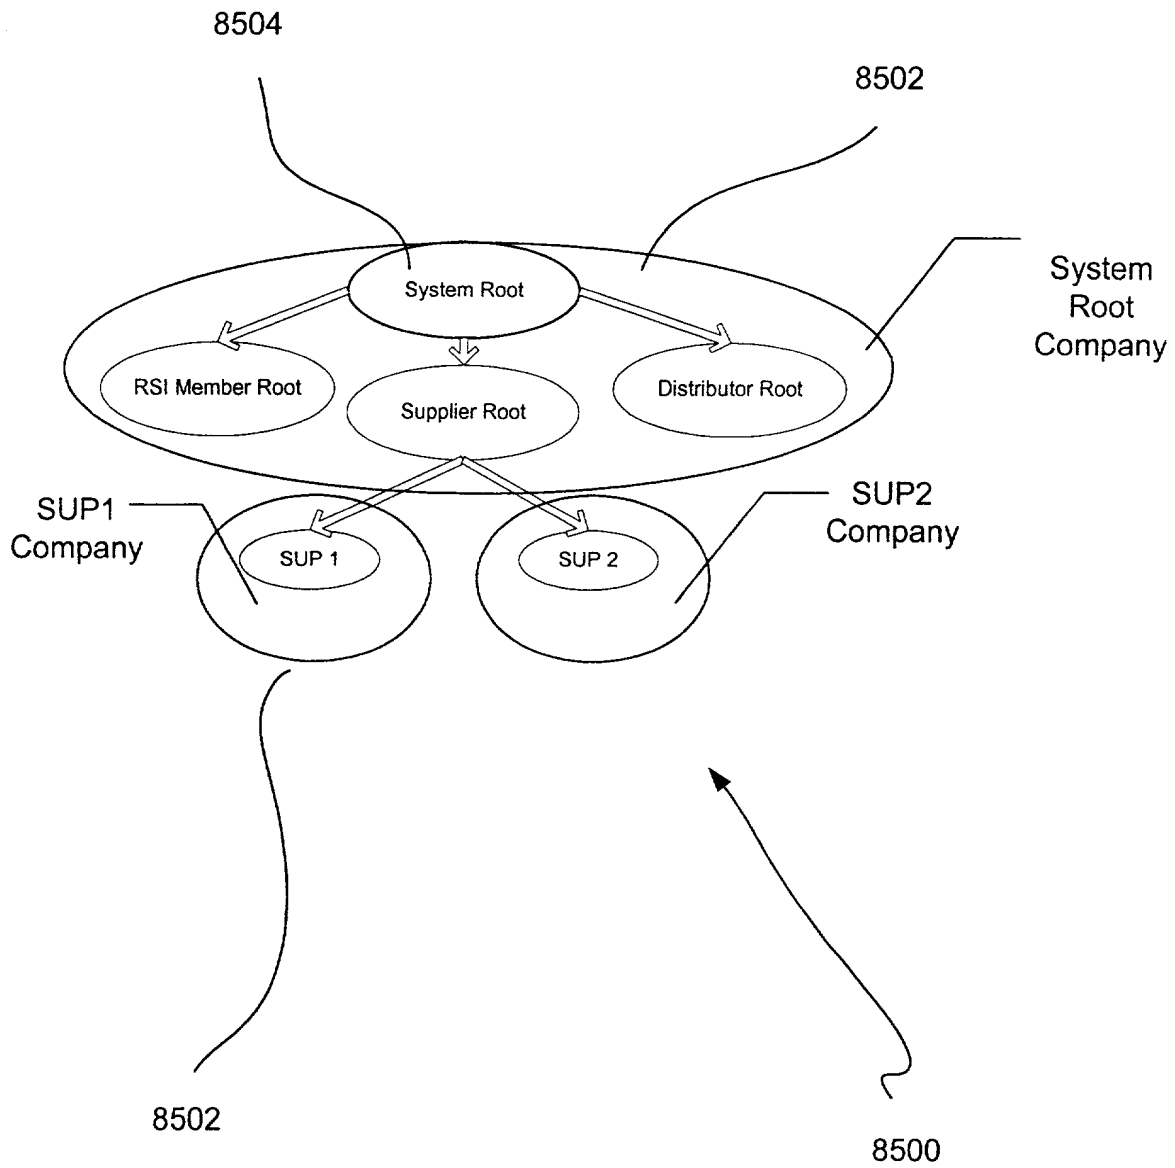 8504
8502
System Root
System
Root
Company
RSI Member Root
Supplier Root
Distributor Root
SUP1
Company
SUP2
Company
SUP 1
SUP 2
8502
8500